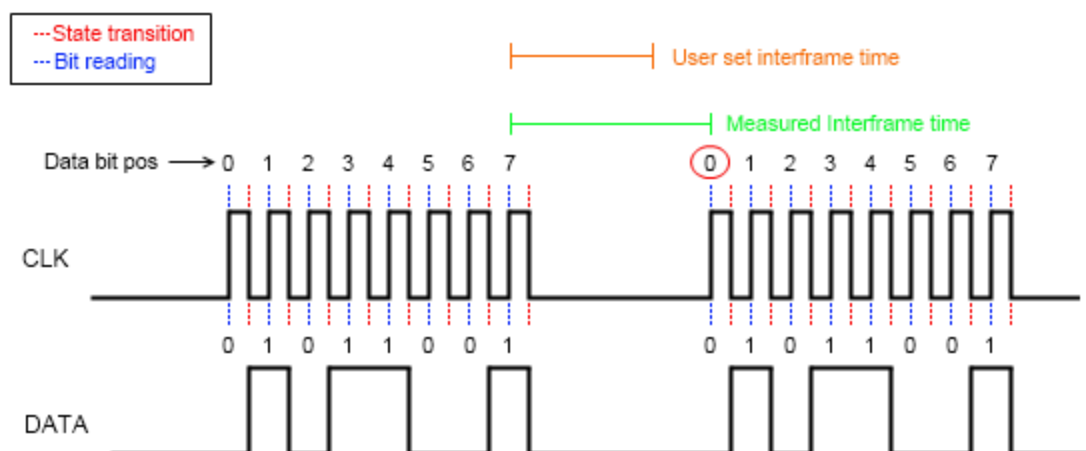 ---State transition
---Bit reading
User set interframe time
Measured Interframe time
Data bit pos 0 1 2 3 4 5 6 7 0 1 2 3 4 5 6 7
CLK
0 1 0 1 1 0 0 1 0 1 0 1 1 0 0 1
DATA